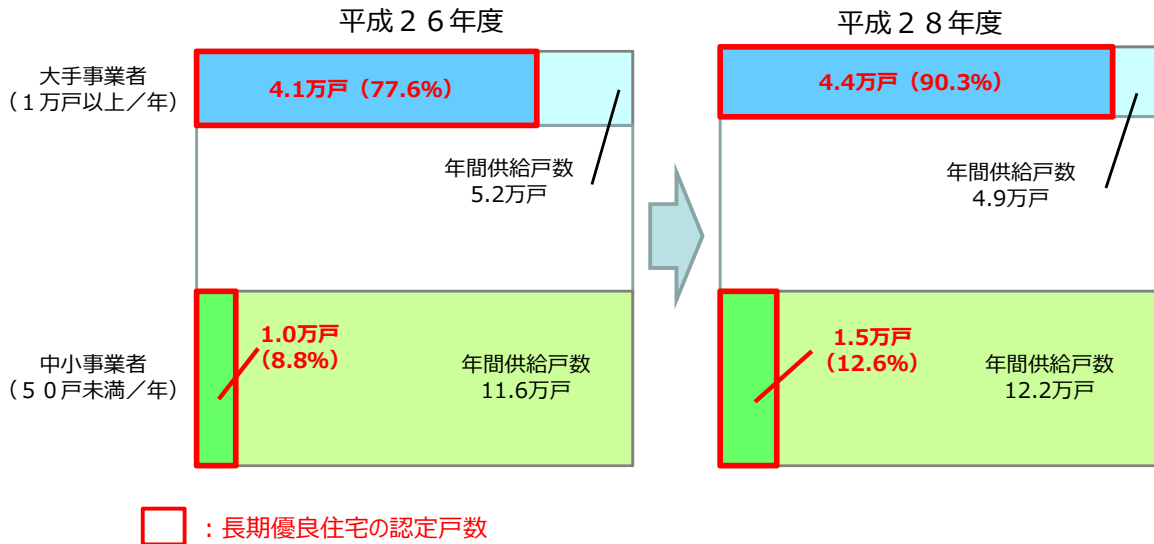 平成２６年度
平成２８年度
大手事業者
（１万戸以上／年）
4.1万戸（77.6%）
4.4万戸（90.3%）
年間供給戸数
5.2万戸
年間供給戸数
4.9万戸
中小事業者
（５０戸未満／年）
1.0万戸
（8.8%）
年間供給戸数
11.6万戸
1.5万戸
（12.6%）
年間供給戸数
12.2万戸
：長期優良住宅の認定戸数